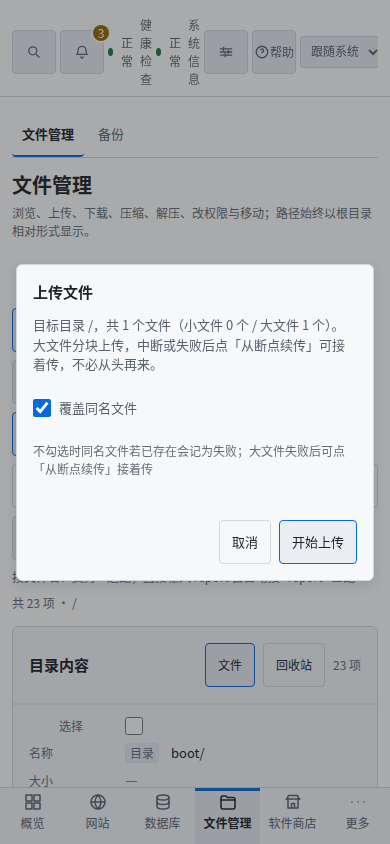 3
正常
健康检查
正常
系统信息
帮助
跟随系统
文件管理
备份
文件管理
浏览、上传、下载、压缩、解压、改权限与移动；路径始终以根目录
相对形式显示。
上传文件
目标目录 /，共 1 个文件（小文件 0 个 / 大文件 1 个）。
大文件分块上传，中断或失败后点「从断点续传」可接
着传，不必从头再来。
覆盖同名文件
不勾选时同名文件若已存在会记为失败；大文件失败后可点
「从断点续传」接着传
取消
开始上传
共 23 项 · /
目录内容
文件
回收站
23 项
选择
名称
目录
boot/
大小
—
概览
网站
数据库
文件管理
软件商店
更多